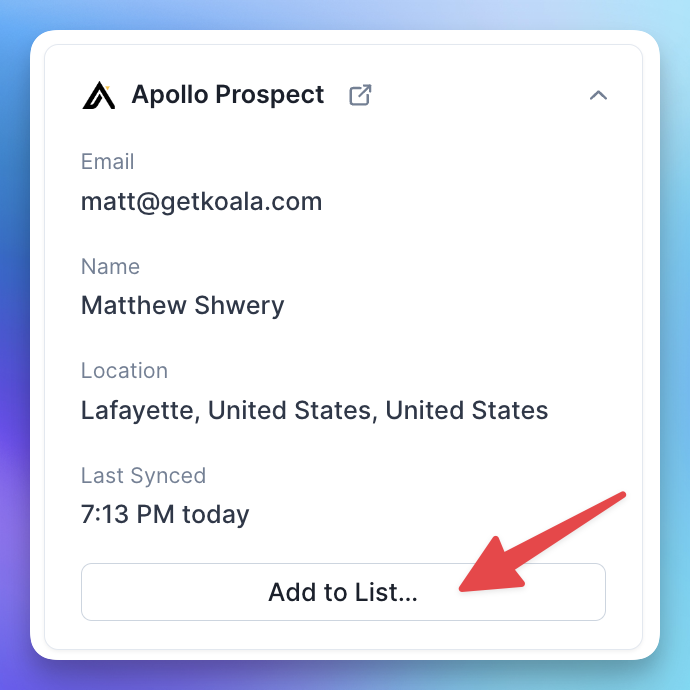 Apollo Prospect
Email
matt@getkoala.com
Name
Matthew Shwery
Location
Lafayette, United States, United States
Last Synced
7:13 PM today
Add to List...